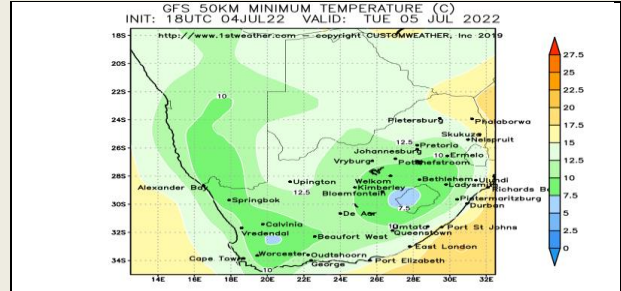 GFS 50KM MINIMUM TEMPERATURE (C)
INIT: 18UTC 04JUL22 VALID: TUE 05 JUL 2022
http://www.1stweather.com — copyright CUSTOMWEATHER, Inc 2019
18S
20S
22S
24S
26S
28S
30S
32S
34S
12E
14E
16E
18E
20E
22E
24E
26E
28E
30E
32E
10
Pietersburg
Phalaborwa
Skukuza
Nelspruit
12.5
Pretoria
Johannesburg
10
Ermelo
Vryburg
Potchefstroom
Bethlehem
Ulundi
Upington
Welkom
Ladysmith
Alexander Bay
12.5
Kimberley
Richards B
Bloemfontein
Springbok
7.5
Pietermaritzburg
Durban
De Aar
Calvinia
Umtata
Port St Johns
Vredendal
Queenstown
Beaufort West
East London
Cape Town
Worcester
Oudtshoorn
George
Port Elizabeth
10
27.5
25
22.5
20
17.5
15
12.5
10
7.5
5
2.5
0